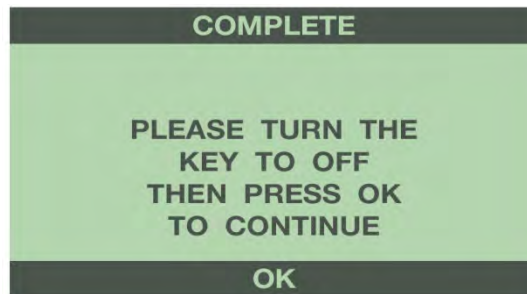 COMPLETE
PLEASE TURN THE
KEY TO OFF
THEN PRESS OK
TO CONTINUE
OK